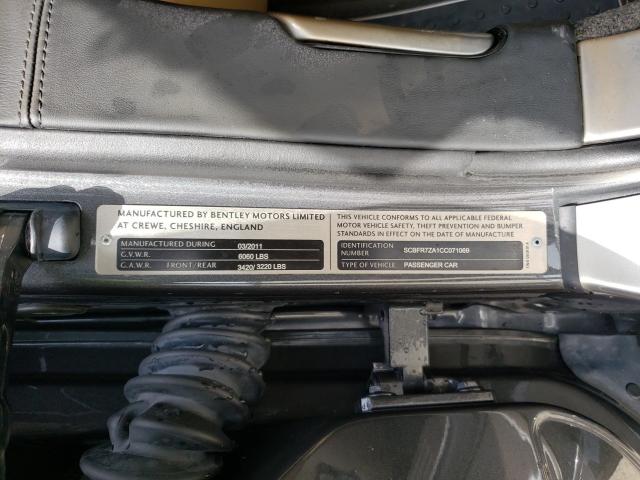 MANUFACTURED BY BENTLEY MOTORS LIMITED
AT CREWE, CHESHIRE, ENGLAND
MANUFACTURED DURING 03/2011
G.V.W.R. 6060 LBS
G.A.W.R. FRONT/REAR 3420/ 3220 LBS
THIS VEHICLE CONFORMS TO ALL APPLICABLE FEDERAL
MOTOR VEHICLE SAFETY, THEFT PREVENTION AND BUMPER
STANDARDS IN EFFECT ON THE DATE OF MANUFACTURE
IDENTIFICATION
NUMBER SCBFR7ZA1CC071069
TYPE OF VEHICLE PASSENGER CAR